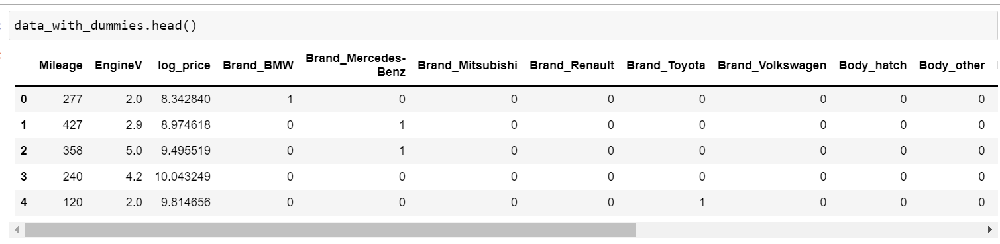 data_with_dummies.head()
Mileage EngineV log_price Brand_BMW Brand_Mercedes-Benz Brand_Mitsubishi Brand_Renault Brand_Toyota Brand_Volkswagen Body_hatch Body_other
0 277 2.0 8.342840 1 0 0 0 0 0 0 0
1 427 2.9 8.974618 0 1 0 0 0 0 0 0
2 358 5.0 9.495519 0 1 0 0 0 0 0 0
3 240 4.2 10.043249 0 0 0 0 0 0 0 0
4 120 2.0 9.814656 0 0 0 0 1 0 0 0